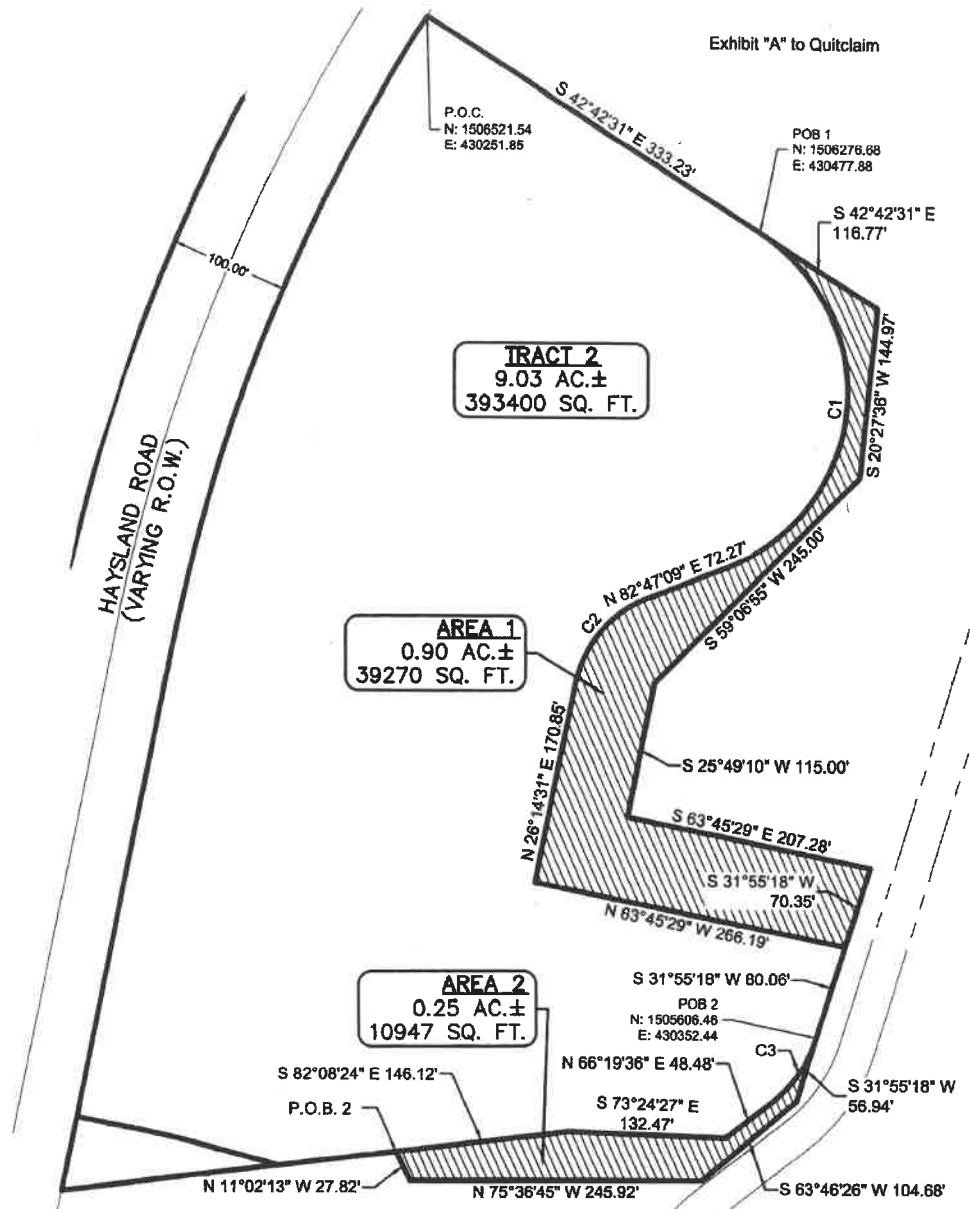 Exhibit "A" to Quitclaim
S 42°42'31" E 333.23'
P.O.C.
N: 1506521.54
E: 430251.85
POB 1
N: 1506276.68
E: 430477.88
S 42°42'31" E
116.77'
100.00'
TRACT 2
9.03 AC.±
393400 SQ. FT.
S 20°27'36" W 144.97'
C1
HAYSLAND ROAD
(VARYING R.O.W.)
N 82°47'09" E 72.27'
S 59°06'55" W 245.00'
C2
AREA 1
0.90 AC.±
39270 SQ. FT.
N 26°14'31" E 170.85'
S 25°49'10" W 115.00'
S 63°45'29" E 207.28'
S 31°55'18" W
70.35'
N 63°45'29" W 266.19'
AREA 2
0.25 AC.±
10947 SQ. FT.
S 31°55'18" W 80.06'
POB 2
N: 1505606.46
E: 430352.44
C3
N 66°19'36" E 48.48'
S 82°08'24" E 146.12'
S 31°55'18" W
56.94'
P.O.B. 2
S 73°24'27" E
132.47'
N 11°02'13" W 27.82'
N 75°36'45" W 245.92'
S 63°46'26" W 104.68'